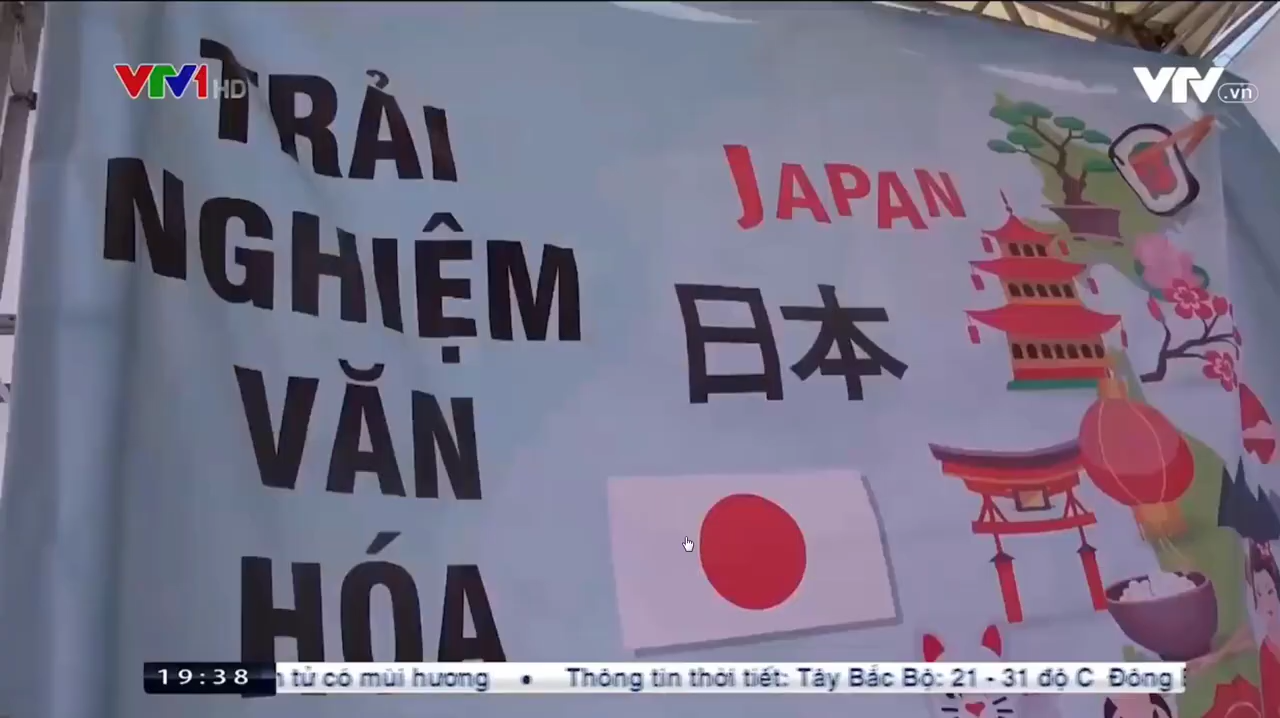 VTV1 HD
VTV.vn
TRẢI
NGHIỆM
VĂN
HÓA
JAPAN
日本
19:38
tử có mùi hương • Thông tin thời tiết: Tây Bắc Bộ: 21 - 31 độ C Đông